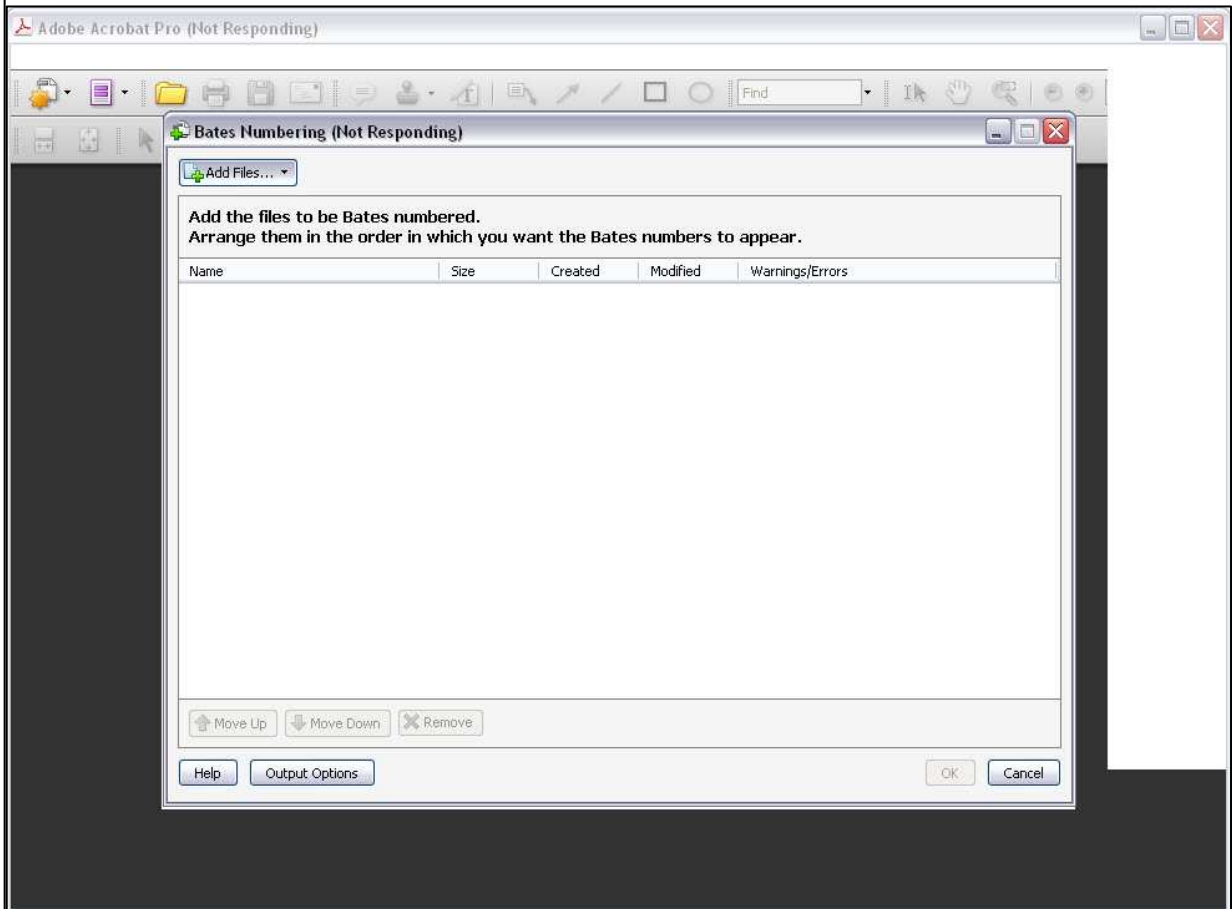 Adobe Acrobat Pro (Not Responding)
Find
Bates Numbering (Not Responding)
Add Files...
Add the files to be Bates numbered.
Arrange them in the order in which you want the Bates numbers to appear.
Name Size Created Modified Warnings/Errors
Move Up Move Down Remove
Help Output Options OK Cancel